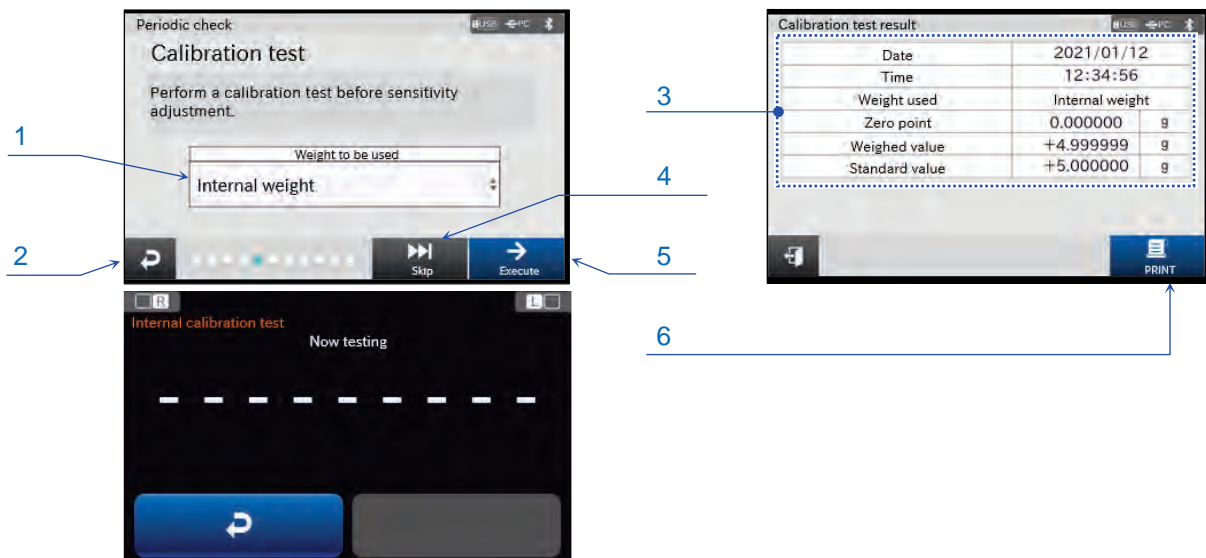 Periodic check
USB PC
Calibration test
Perform a calibration test before sensitivity
adjustment.
Weight to be used
Internal weight
Skip
Execute
1
2
4
5
R
L
Internal calibration test
Now testing
Calibration test result
USB PC
Date 2021/01/12
Time 12:34:56
Weight used Internal weight
Zero point 0.000000 g
Weighed value +4.999999 g
Standard value +5.000000 g
PRINT
3
6